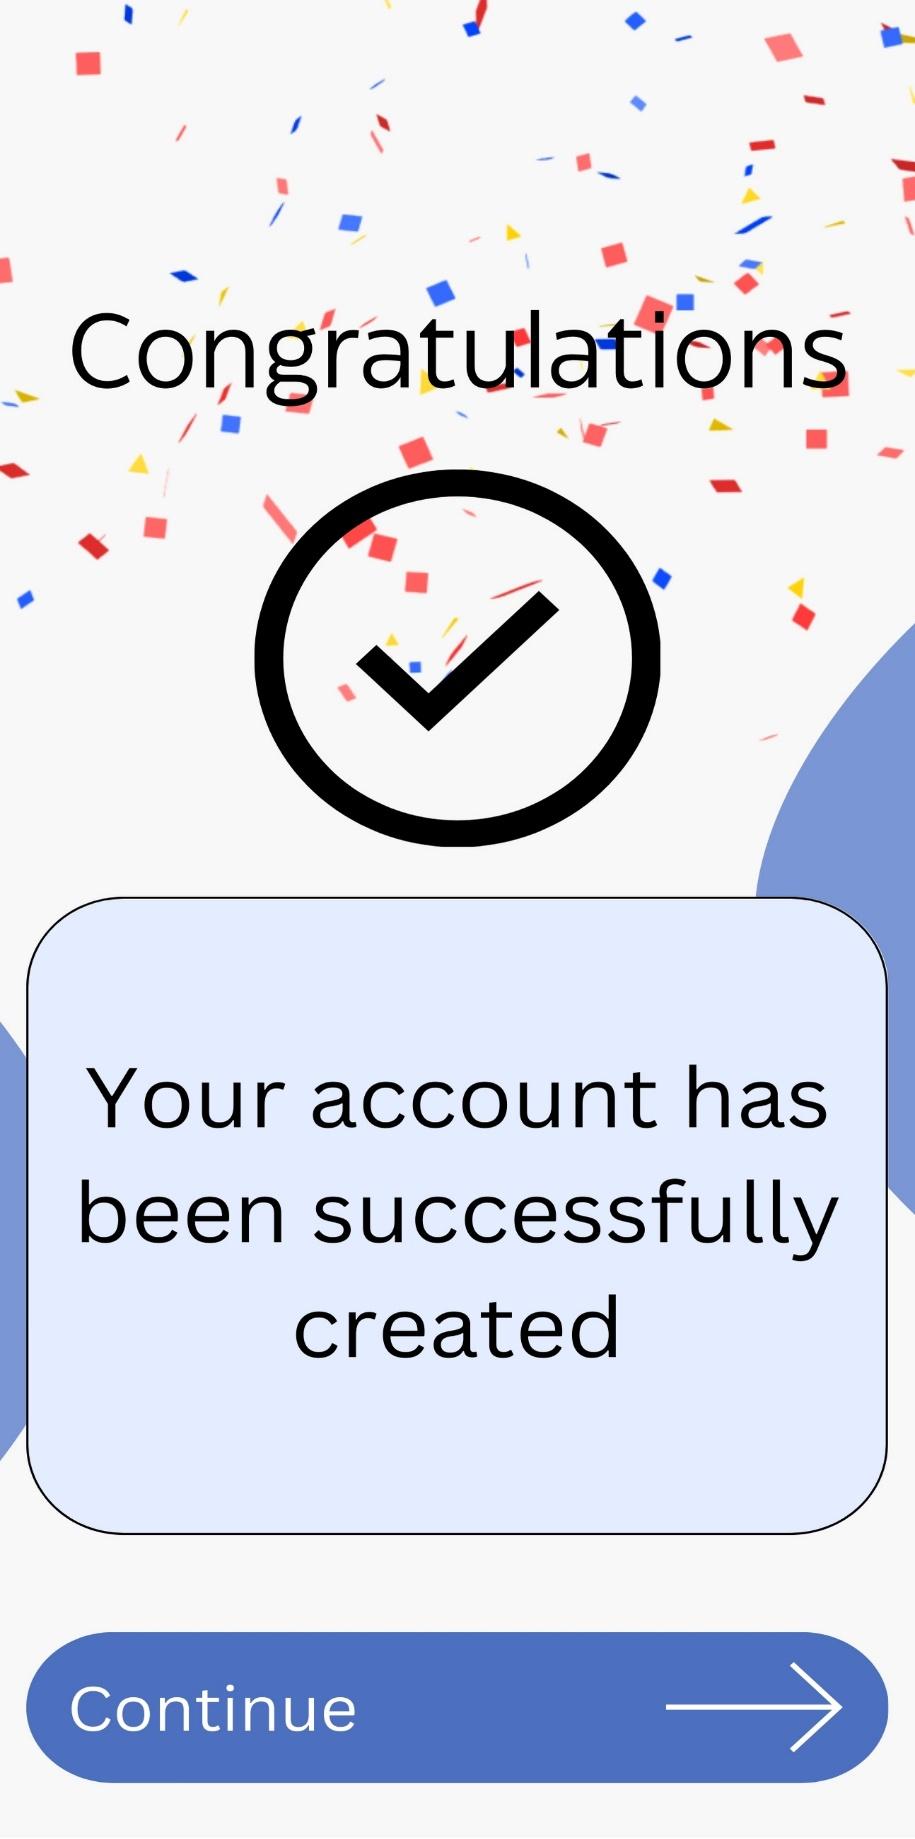 Congratulations
Your account has
been successfully
created
Continue